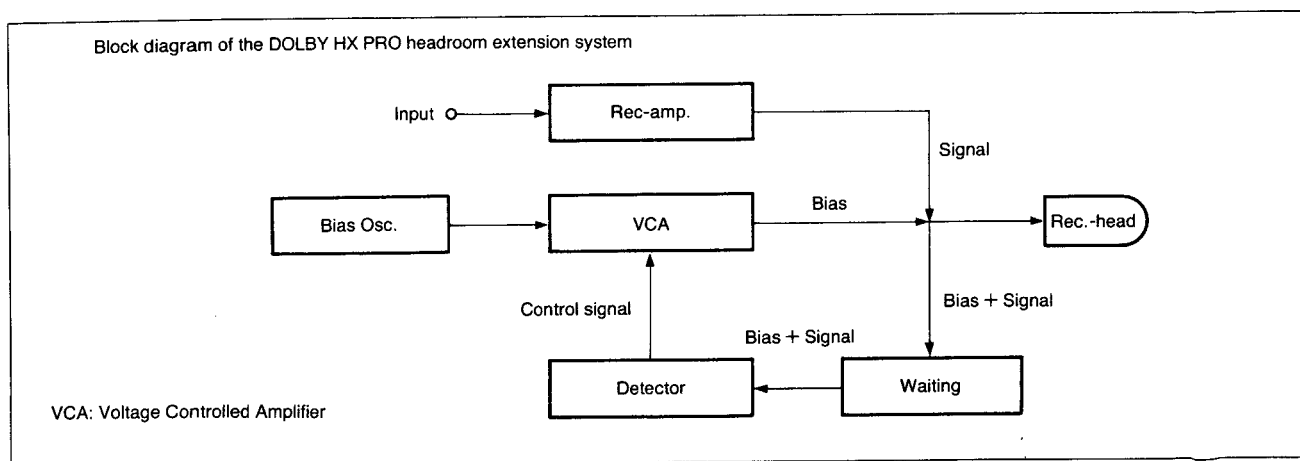 Block diagram of the DOLBY HX PRO headroom extension system
Input
Rec-amp.
Signal
Bias Osc.
VCA
Bias
Rec.-head
Control signal
Bias + Signal
Bias + Signal
Detector
Waiting
VCA: Voltage Controlled Amplifier